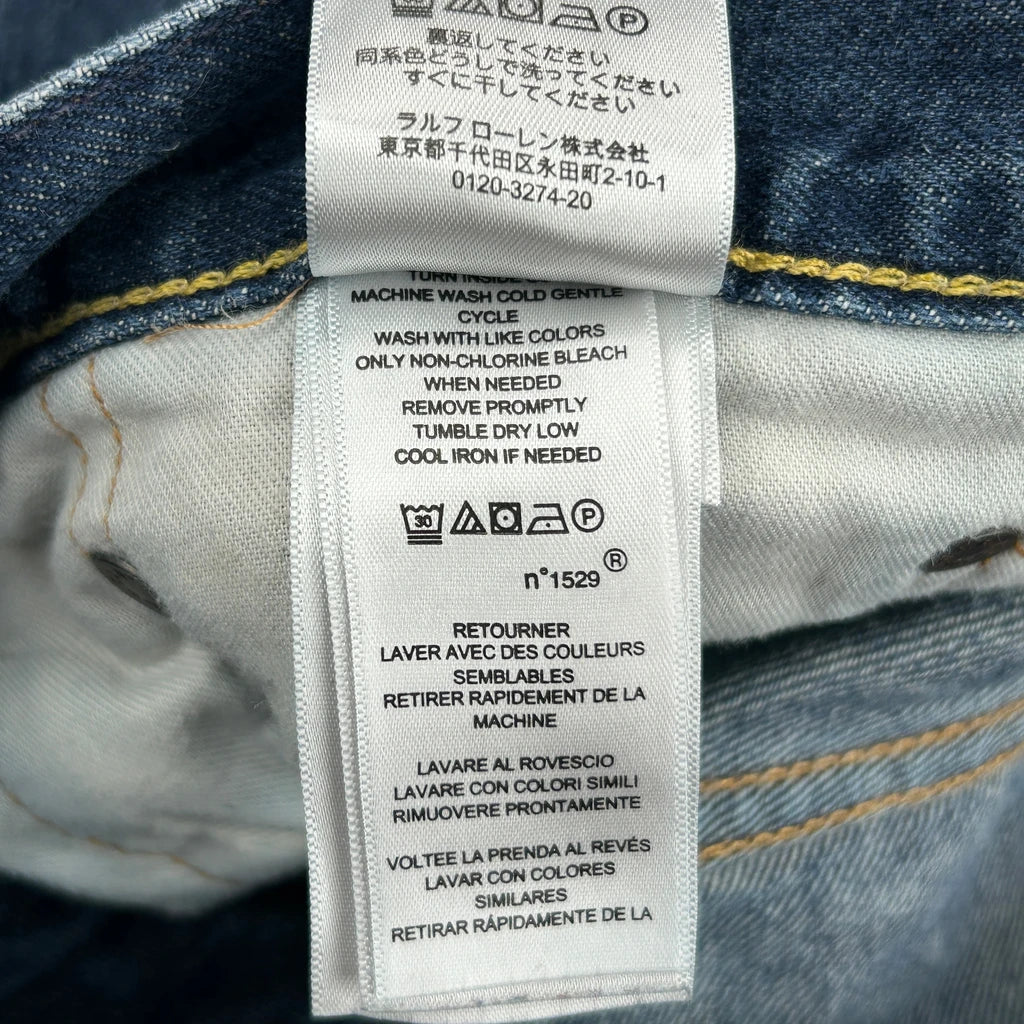 裏返してください
同系色どうしで洗ってください
すぐに干してください
ラルフ ローレン株式会社
東京都千代田区永田町2-10-1
0120-3274-20
TURN INSIDE
MACHINE WASH COLD GENTLE
CYCLE
WASH WITH LIKE COLORS
ONLY NON-CHLORINE BLEACH
WHEN NEEDED
REMOVE PROMPTLY
TUMBLE DRY LOW
COOL IRON IF NEEDED
30 P
n°1529 ®
RETOURNER
LAVER AVEC DES COULEURS
SEMBLABLES
RETIRER RAPIDEMENT DE LA
MACHINE
LAVARE AL ROVESCIO
LAVARE CON COLORI SIMILI
RIMUOVERE PRONTAMENTE
VOLTEE LA PRENDA AL REVÉS
LAVAR CON COLORES
SIMILARES
RETIRAR RÁPIDAMENTE DE LA